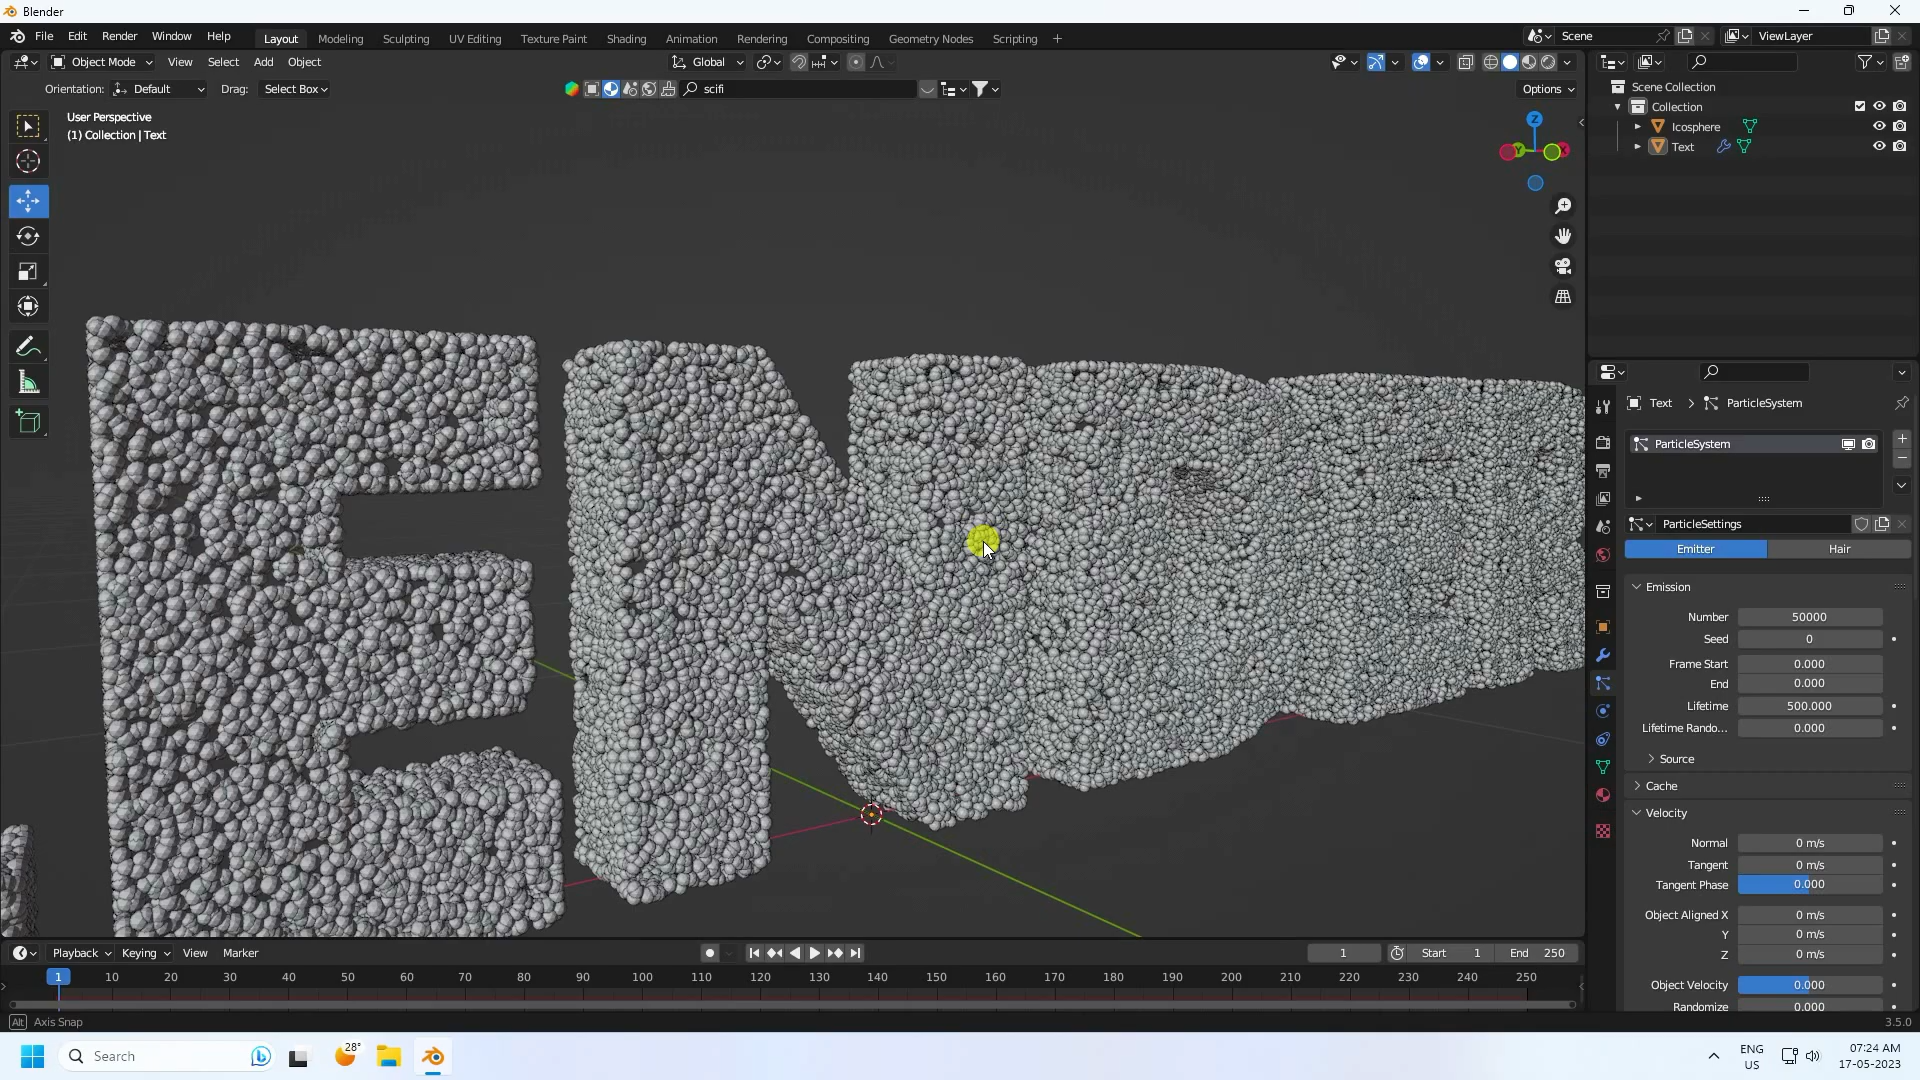 Blender
File Edit Render Window Help
Layout Modeling Sculpting UV Editing Texture Paint Shading Animation Rendering Compositing Geometry Nodes Scripting +
Scene
ViewLayer
Object Mode View Select Add Object
Global
Orientation: Default Drag: Select Box
scifi
Options
User Perspective
(1) Collection | Text
Z
Y
X
Scene Collection
Collection
Icosphere
Text
Text > ParticleSystem
ParticleSystem
ParticleSettings
Emitter Hair
Emission
Number 50000
Seed 0
Frame Start 0.000
End 0.000
Lifetime 500.000
Lifetime Rando... 0.000
Source
Cache
Velocity
Normal 0 m/s
Tangent 0 m/s
Tangent Phase 0.000
Object Aligned X 0 m/s
Y 0 m/s
Z 0 m/s
Object Velocity 0.000
Randomize 0.000
Playback Keying View Marker
1
Start 1
End 250
1 10 20 30 40 50 60 70 80 90 100 110 120 130 140 150 160 170 180 190 200 210 220 230 240 250
Alt Axis Snap
3.5.0
Search
28°
ENG
US
07:24 AM
17-05-2023